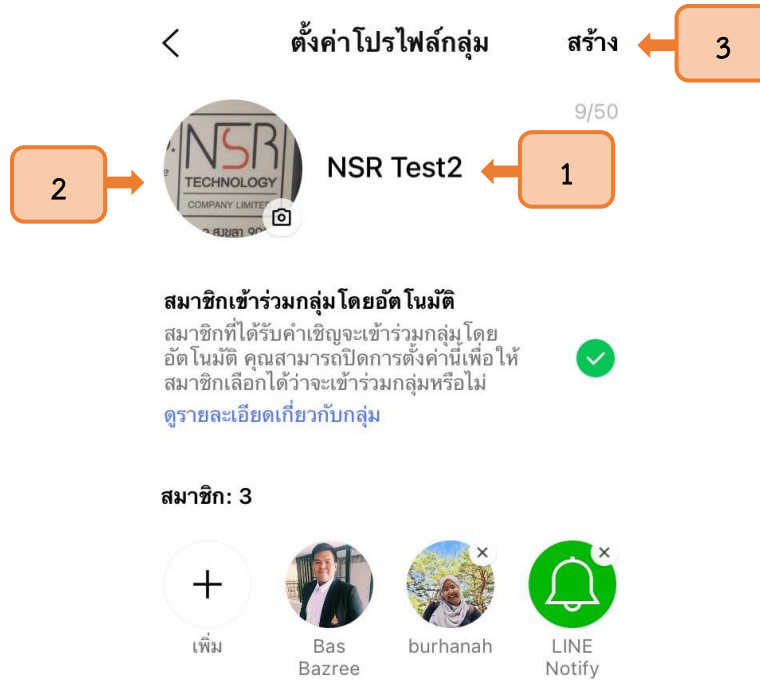 ตั้งค่าโปรไฟล์กลุ่ม
สร้าง
3
9/50
NSR
TECHNOLOGY
COMPANY LIMITE
NSR Test2
1
2
สมาชิกเข้าร่วมกลุ่มโดยอัตโนมัติ
สมาชิกที่ได้รับคำเชิญจะเข้าร่วมกลุ่มโดย
อัตโนมัติ คุณสามารถปิดการตั้งค่านี้เพื่อให้
สมาชิกเลือกได้ว่าจะเข้าร่วมกลุ่มหรือไม่
ดูรายละเอียดเกี่ยวกับกลุ่ม
สมาชิก: 3
เพิ่ม
Bas
Bazree
burhanah
LINE
Notify